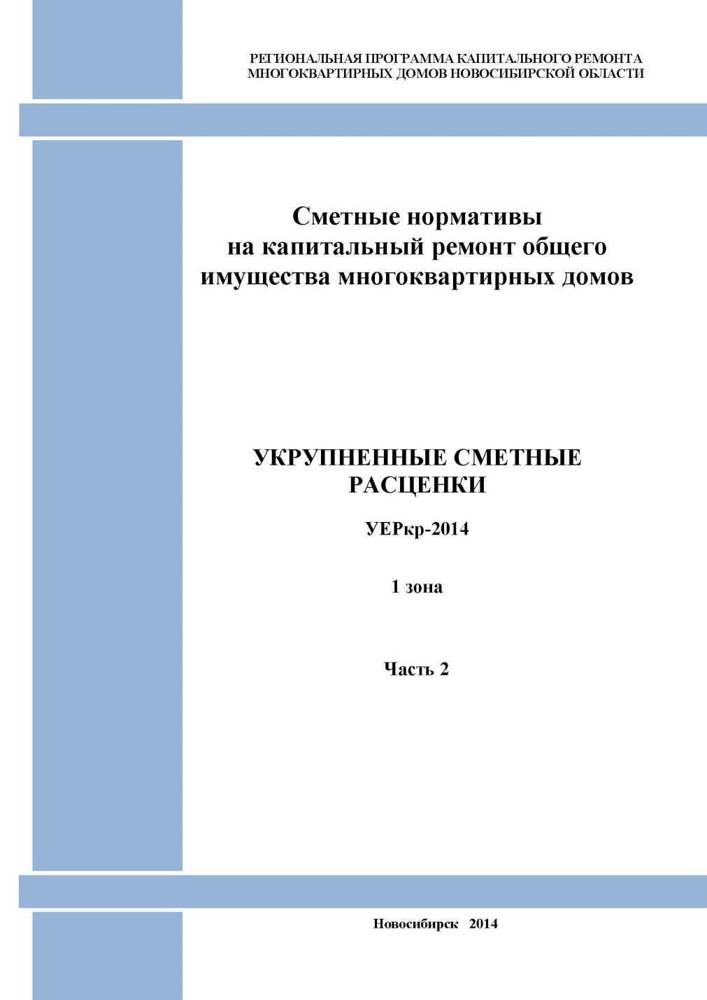 РЕГИОНАЛЬНАЯ ПРОГРАММА КАПИТАЛЬНОГО РЕМОНТА
МНОГОКВАРТИРНЫХ ДОМОВ НОВОСИБИРСКОЙ ОБЛАСТИ
Сметные нормативы
на капитальный ремонт общего
имущества многоквартирных домов
УКРУПНЕННЫЕ СМЕТНЫЕ
РАСЦЕНКИ
УЕРкр-2014
1 зона
Часть 2
Новосибирск 2014